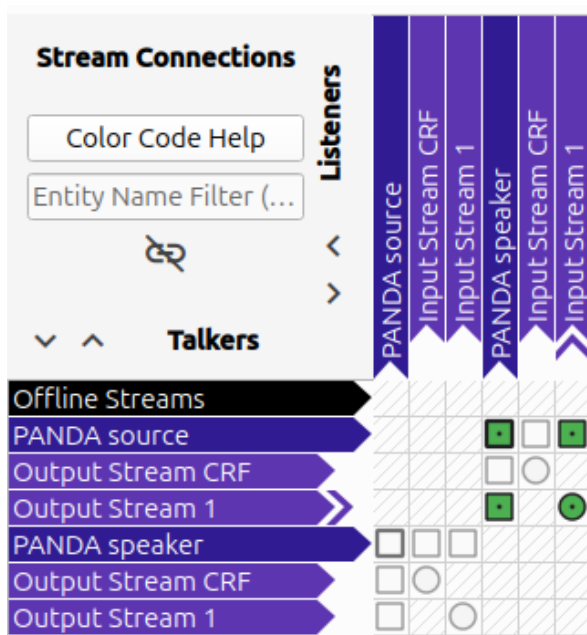 Stream Connections
Color Code Help
Entity Name Filter (...
Talkers
Listeners
PANDA source
Input Stream CRF
Input Stream 1
PANDA speaker
Input Stream CRF
Input Stream 1
Offline Streams
PANDA source
Output Stream CRF
Output Stream 1
PANDA speaker
Output Stream CRF
Output Stream 1